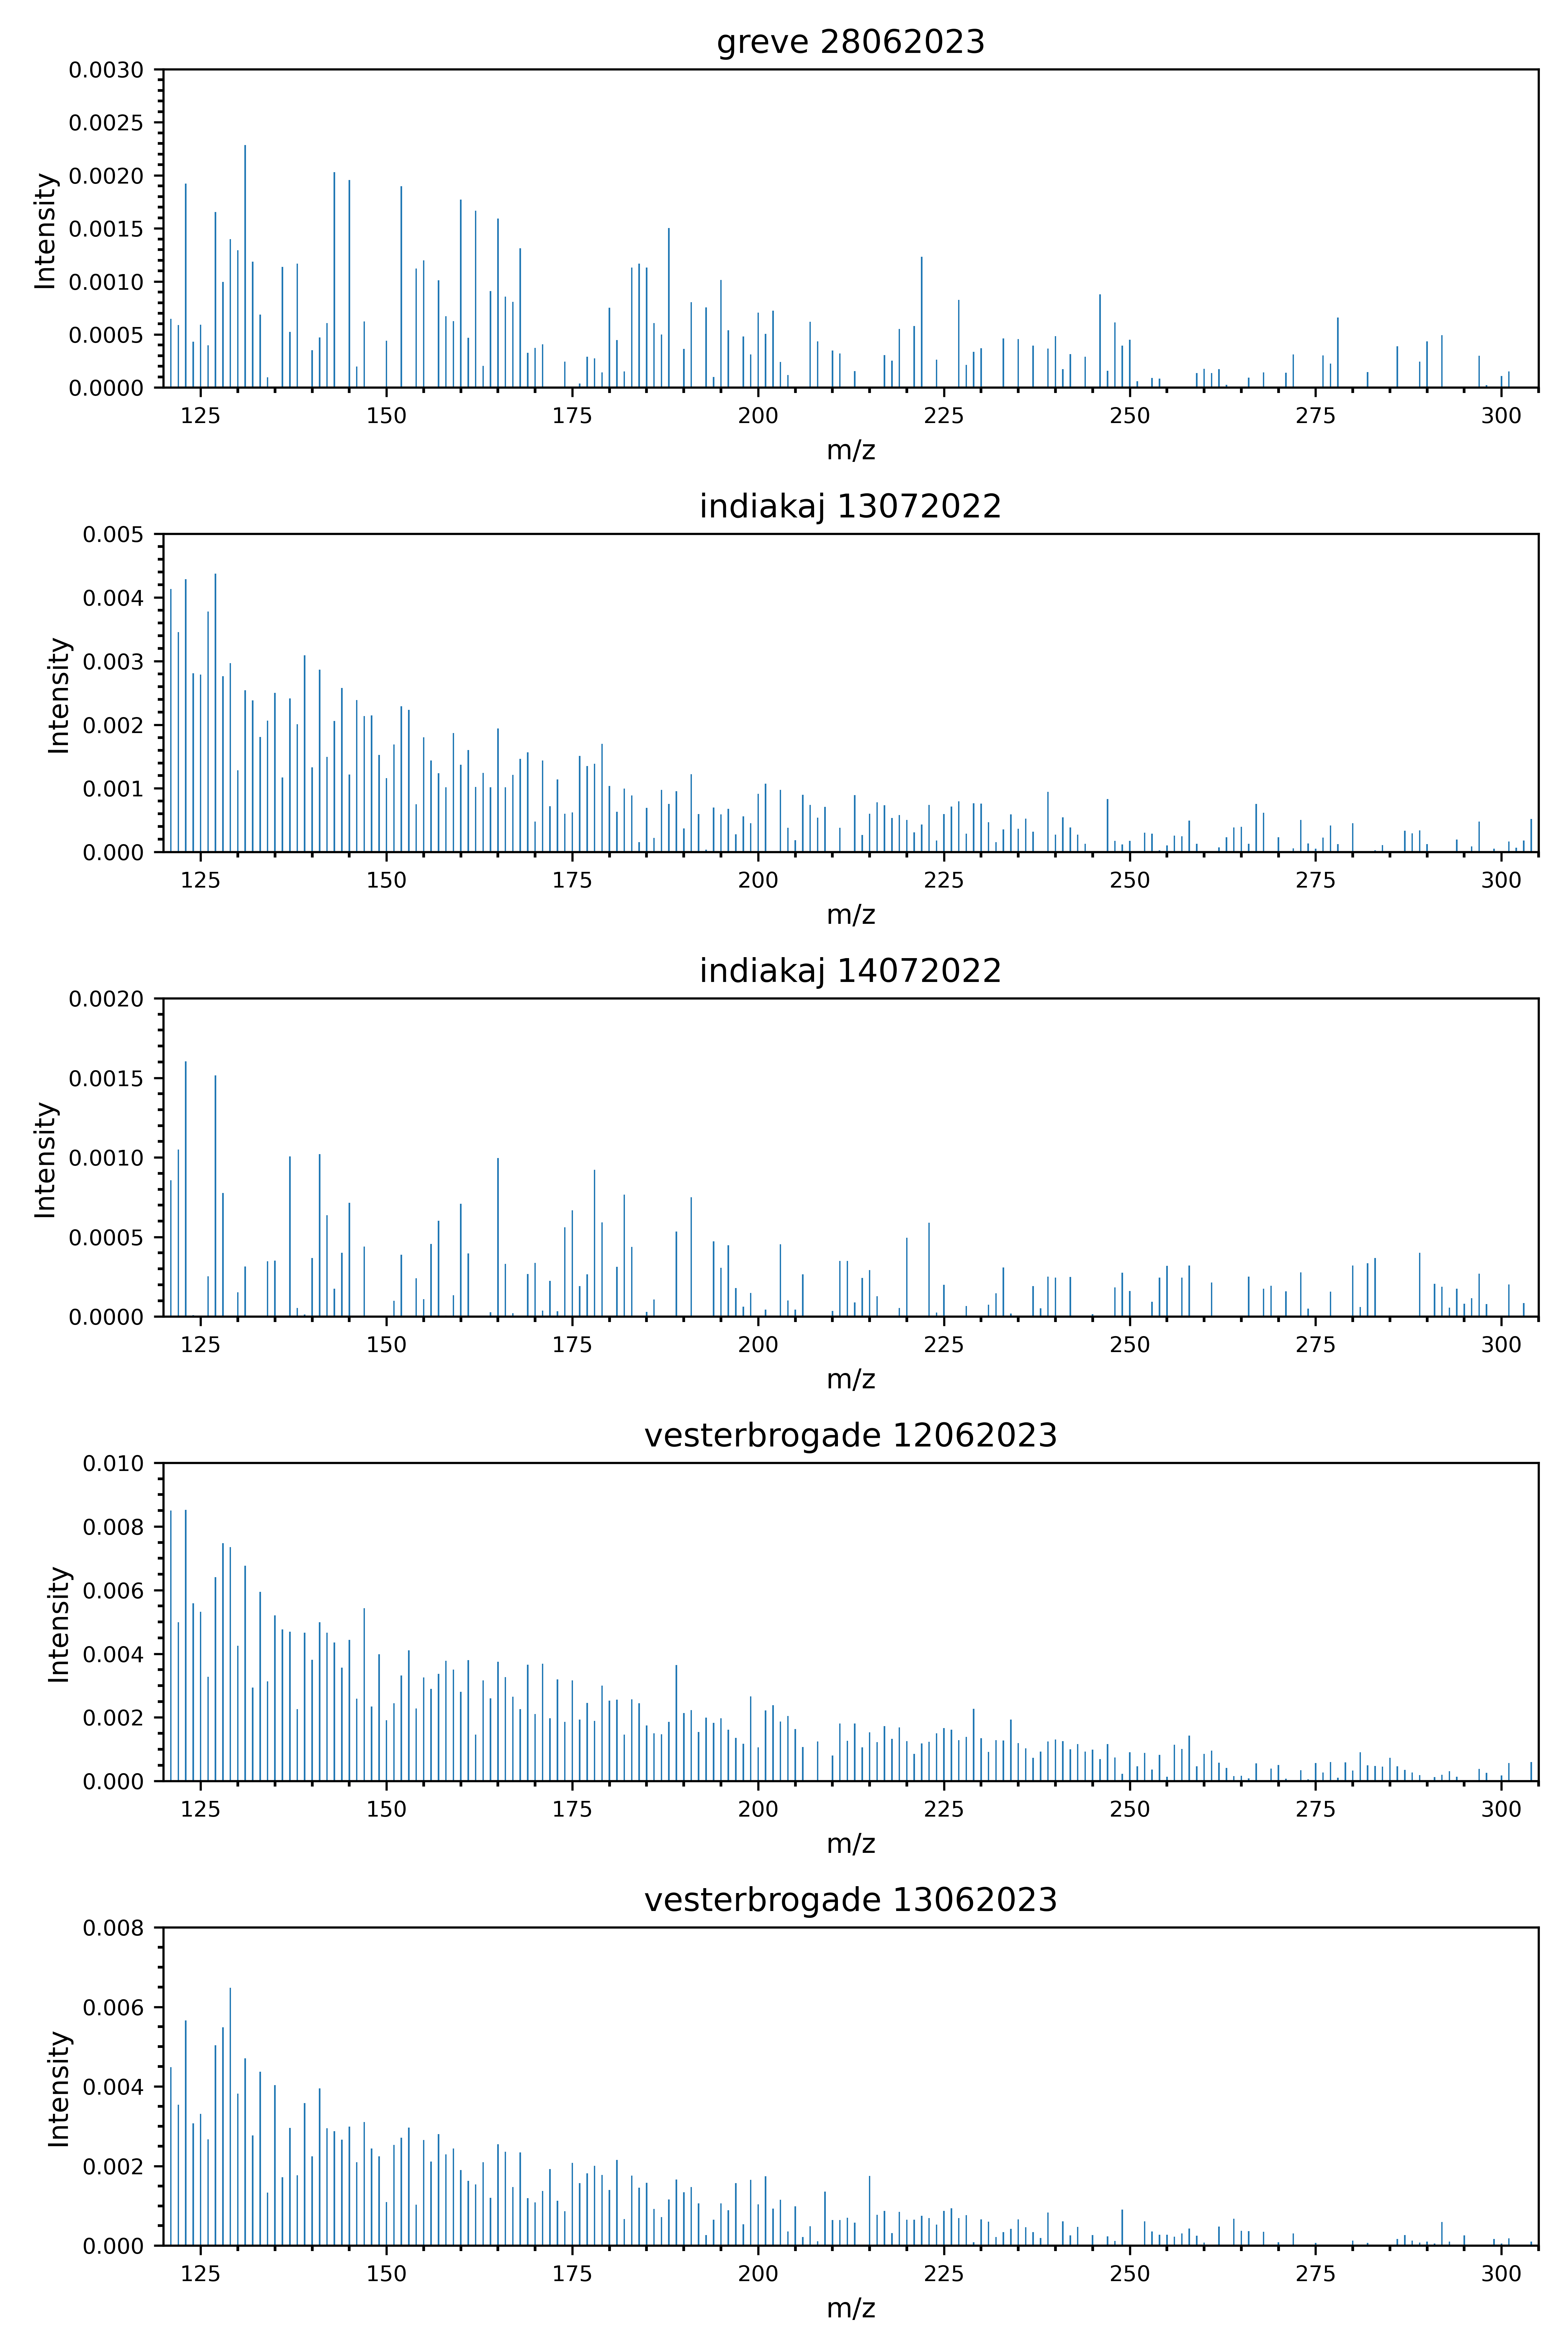 greve 28062023
0.0030
0.0025
0.0020
0.0015
0.0010
0.0005
0.0000
Intensity
125 150 175 200 225 250 275 300
m/z
indiakaj 13072022
0.005
0.004
0.003
0.002
0.001
0.000
Intensity
125 150 175 200 225 250 275 300
m/z
indiakaj 14072022
0.0020
0.0015
0.0010
0.0005
0.0000
Intensity
125 150 175 200 225 250 275 300
m/z
vesterbrogade 12062023
0.010
0.008
0.006
0.004
0.002
0.000
Intensity
125 150 175 200 225 250 275 300
m/z
vesterbrogade 13062023
0.008
0.006
0.004
0.002
0.000
Intensity
125 150 175 200 225 250 275 300
m/z